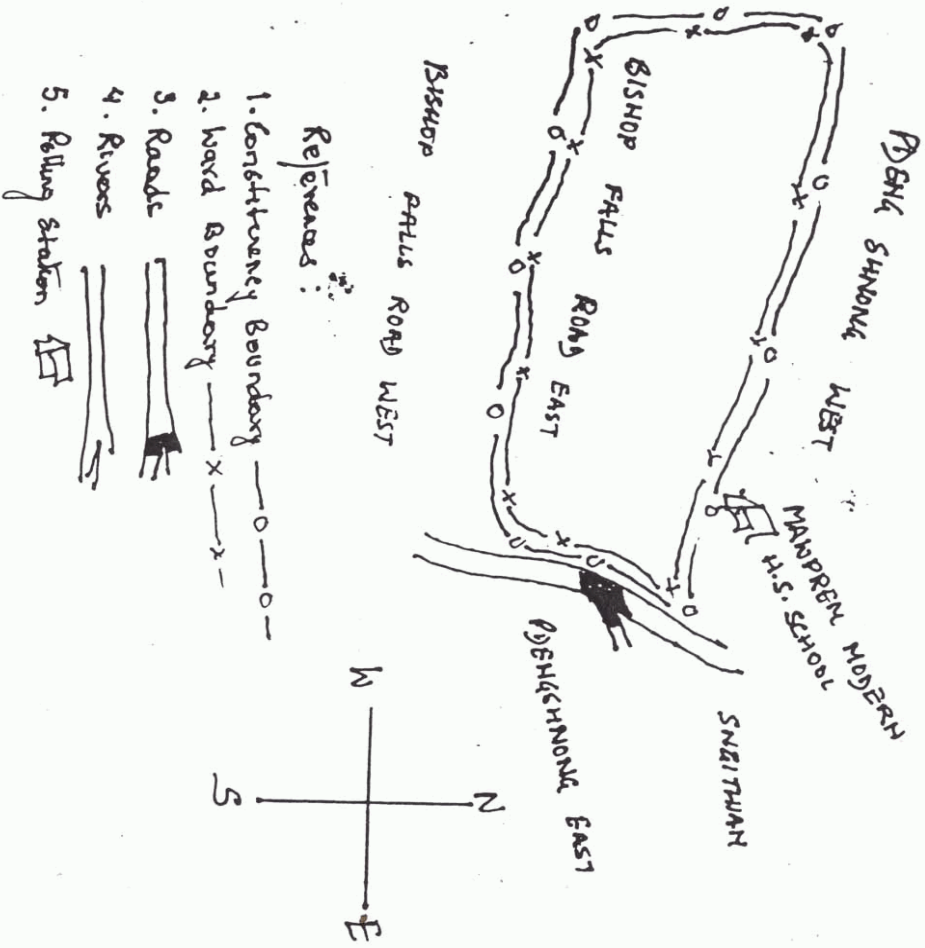 PDENG SHNONG WEST
MAWPREM MODERN
H.S. SCHOOL
SNEITHAN
BISHOP FALLS ROAD EAST
PDENGSHNONG EAST
BISHOP FALLS ROAD WEST
References :
1. Constituency Boundary
2. Ward Boundary
3. Roads
4. Rivers
5. Polling Station
W
N
S
E